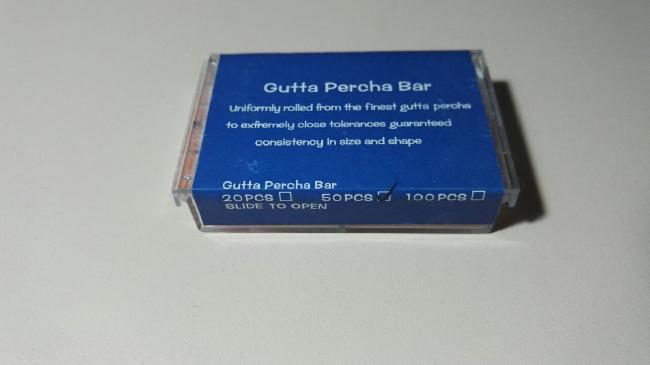 Gutta Percha Bar
Uniformly rolled from the finest gutta percha
to extremely close tolerances guaranteed
consistency in size and shape
Gutta Percha Bar
20PCS 50PCS 100PCS
SLIDE TO OPEN